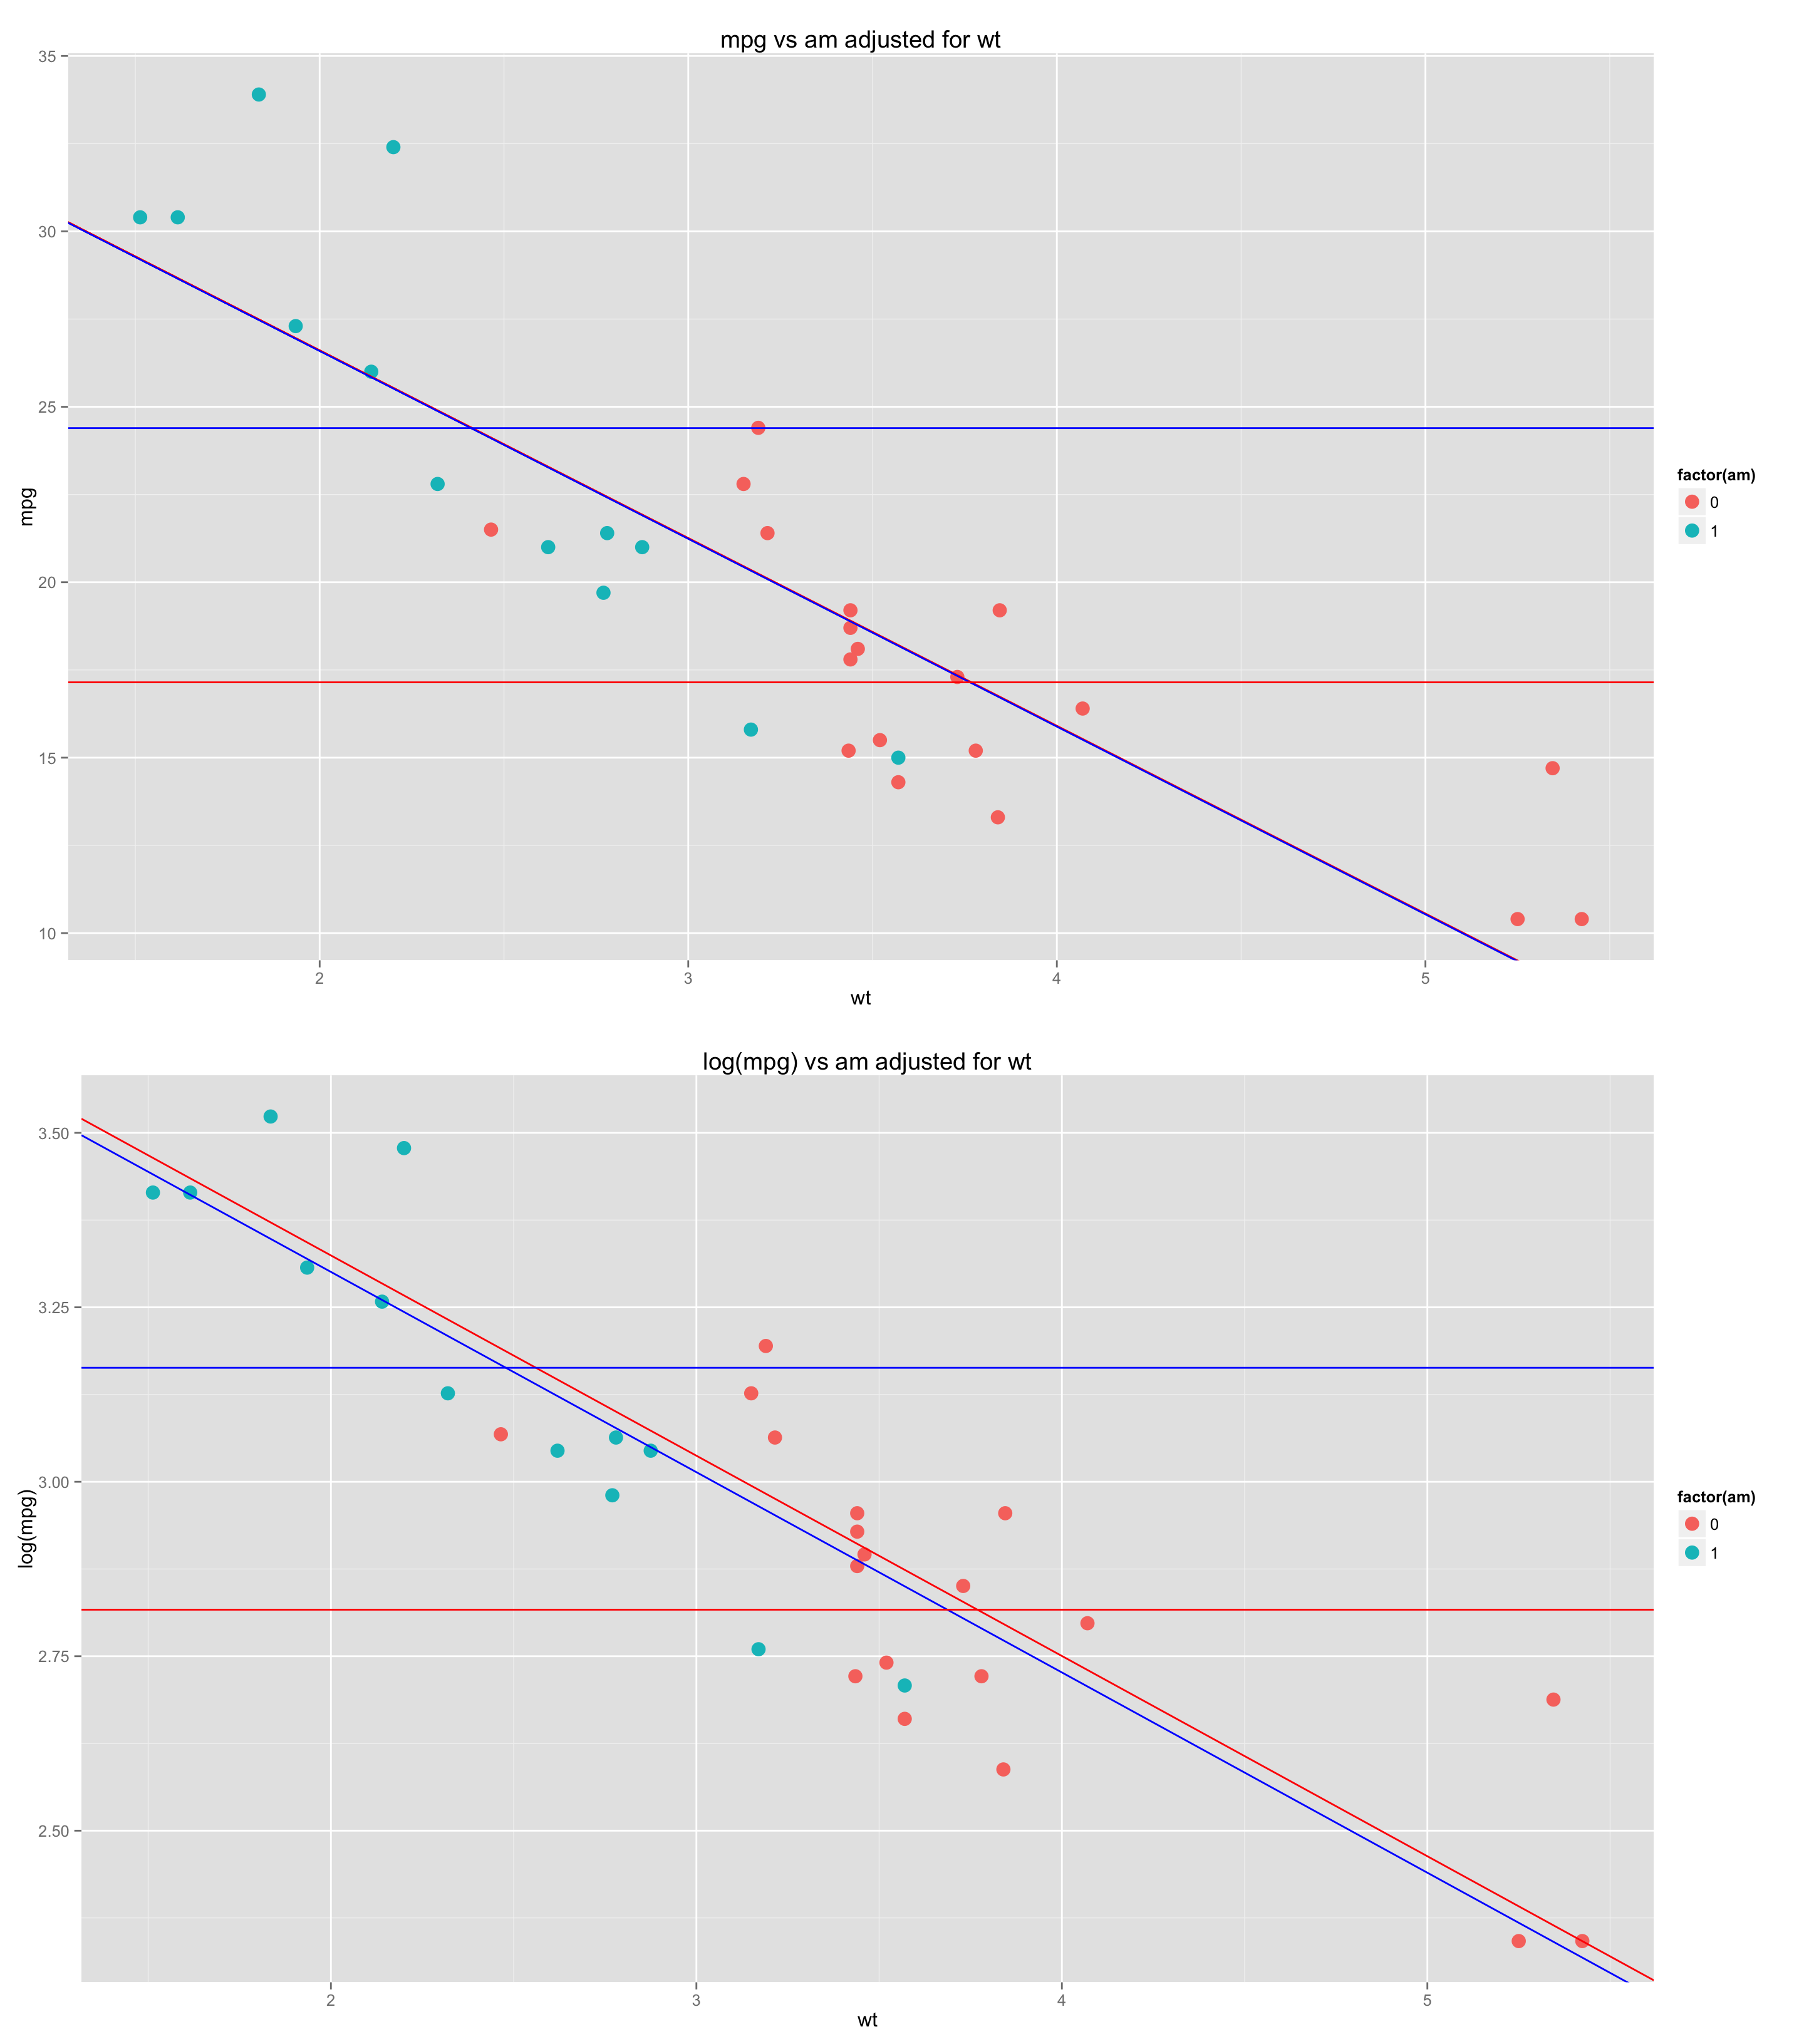 mpg vs am adjusted for wt
35
30
25
20
15
10
mpg
2 3 4 5
wt
factor(am)
0
1
log(mpg) vs am adjusted for wt
3.50
3.25
3.00
2.75
2.50
log(mpg)
2 3 4 5
wt
factor(am)
0
1